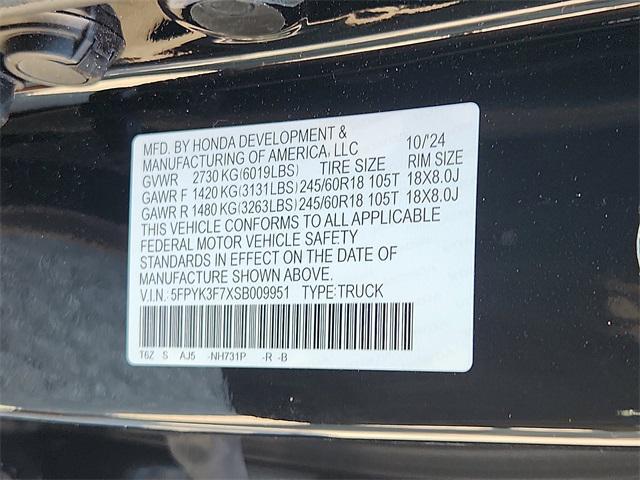 MFD. BY HONDA DEVELOPMENT & 10/'24
MANUFACTURING OF AMERICA, LLC
GVWR 2730 KG(6019LBS) TIRE SIZE RIM SIZE
GAWR F 1420 KG(3131LBS) 245/60R18 105T 18X8.0J
GAWR R 1480 KG(3263LBS) 245/60R18 105T 18X8.0J
THIS VEHICLE CONFORMS TO ALL APPLICABLE
FEDERAL MOTOR VEHICLE SAFETY
STANDARDS IN EFFECT ON THE DATE OF
MANUFACTURE SHOWN ABOVE.
V.I.N.: 5FPYK3F7XSB009951 TYPE:TRUCK
T6Z S AJ5 -NH731P -R -B